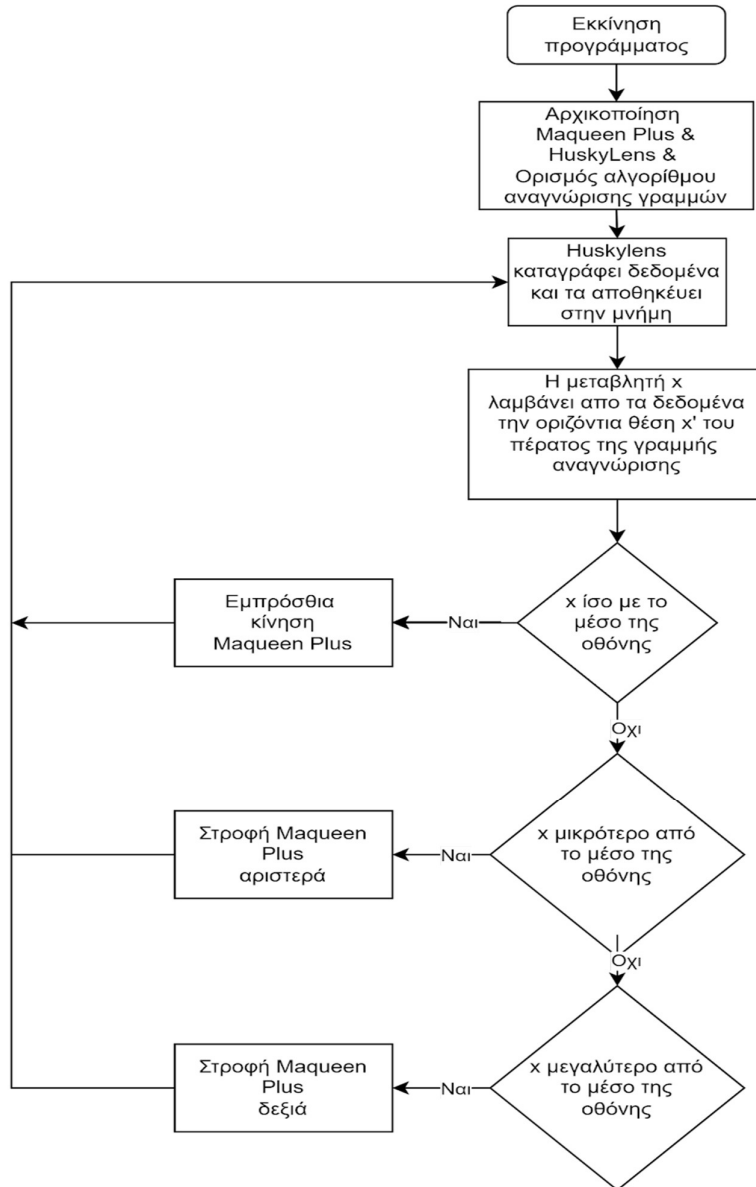 Εκκίνηση
προγράμματος
Αρχικοποίηση
Maqueen Plus &
HuskyLens &
Ορισμός αλγορίθμου
αναγνώρισης γραμμών
Huskylens
καταγράφει δεδομένα
και τα αποθηκέυει
στην μνήμη
Η μεταβλητή x
λαμβάνει απο τα δεδομένα
την οριζόντια θέση x' του
πέρατος της γραμμής
αναγνώρισης
x ίσο με το
μέσο της
οθόνης
Ναι
Εμπρόσθια
κίνηση
Maqueen Plus
Οχι
x μικρότερο από
το μέσο της
οθόνης
Ναι
Στροφή Maqueen
Plus
αριστερά
Οχι
x μεγαλύτερο από
το μέσο της
οθόνης
Ναι
Στροφή Maqueen
Plus
δεξιά